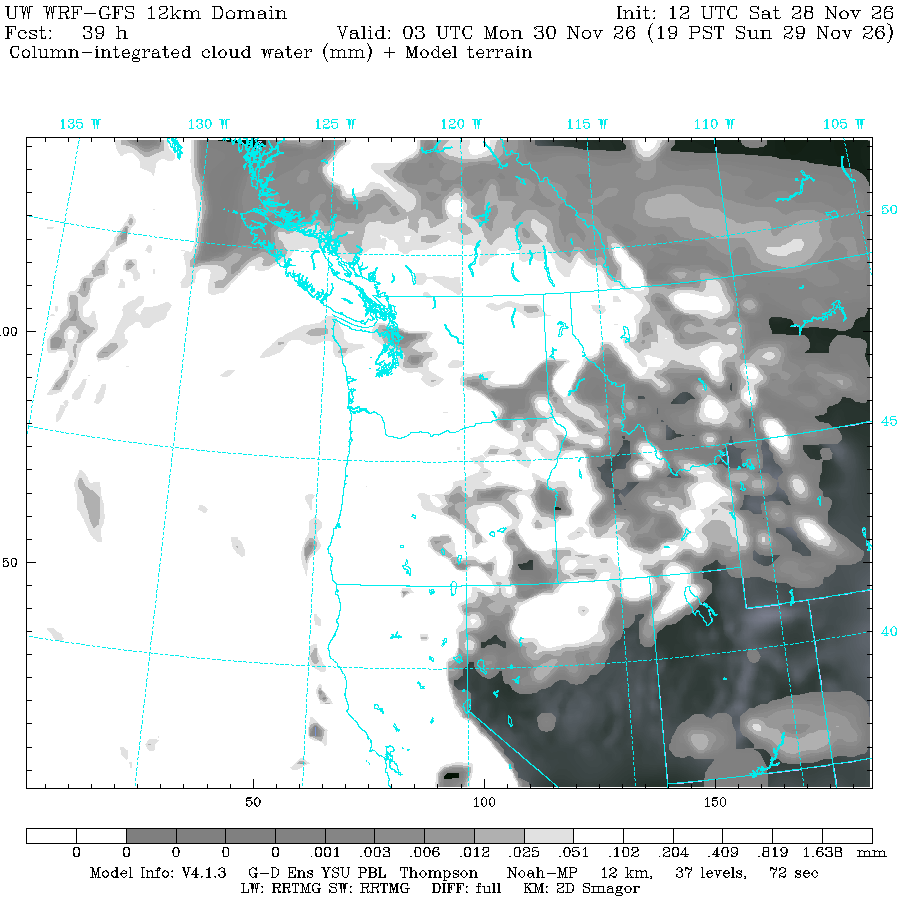 UW WRF-GFS 12km Domain Init: 12 UTC Sat 28 Nov 26
Fcst: 39 h Valid: 03 UTC Mon 30 Nov 26 (19 PST Sun 29 Nov 26)
Column-integrated cloud water (mm) + Model terrain
135 W 130 W 125 W 120 W 115 W 110 W 105 W
50
00
45
50
40
50 100 150
0 0 0 0 .001 .003 .006 .012 .025 .051 .102 .204 .409 .819 1.638 mm
Model Info: V4.1.3 G-D Ens YSU PBL Thompson Noah-MP 12 km, 37 levels, 72 sec
LW: RRTMG SW: RRTMG DIFF: full KM: 2D Smagor